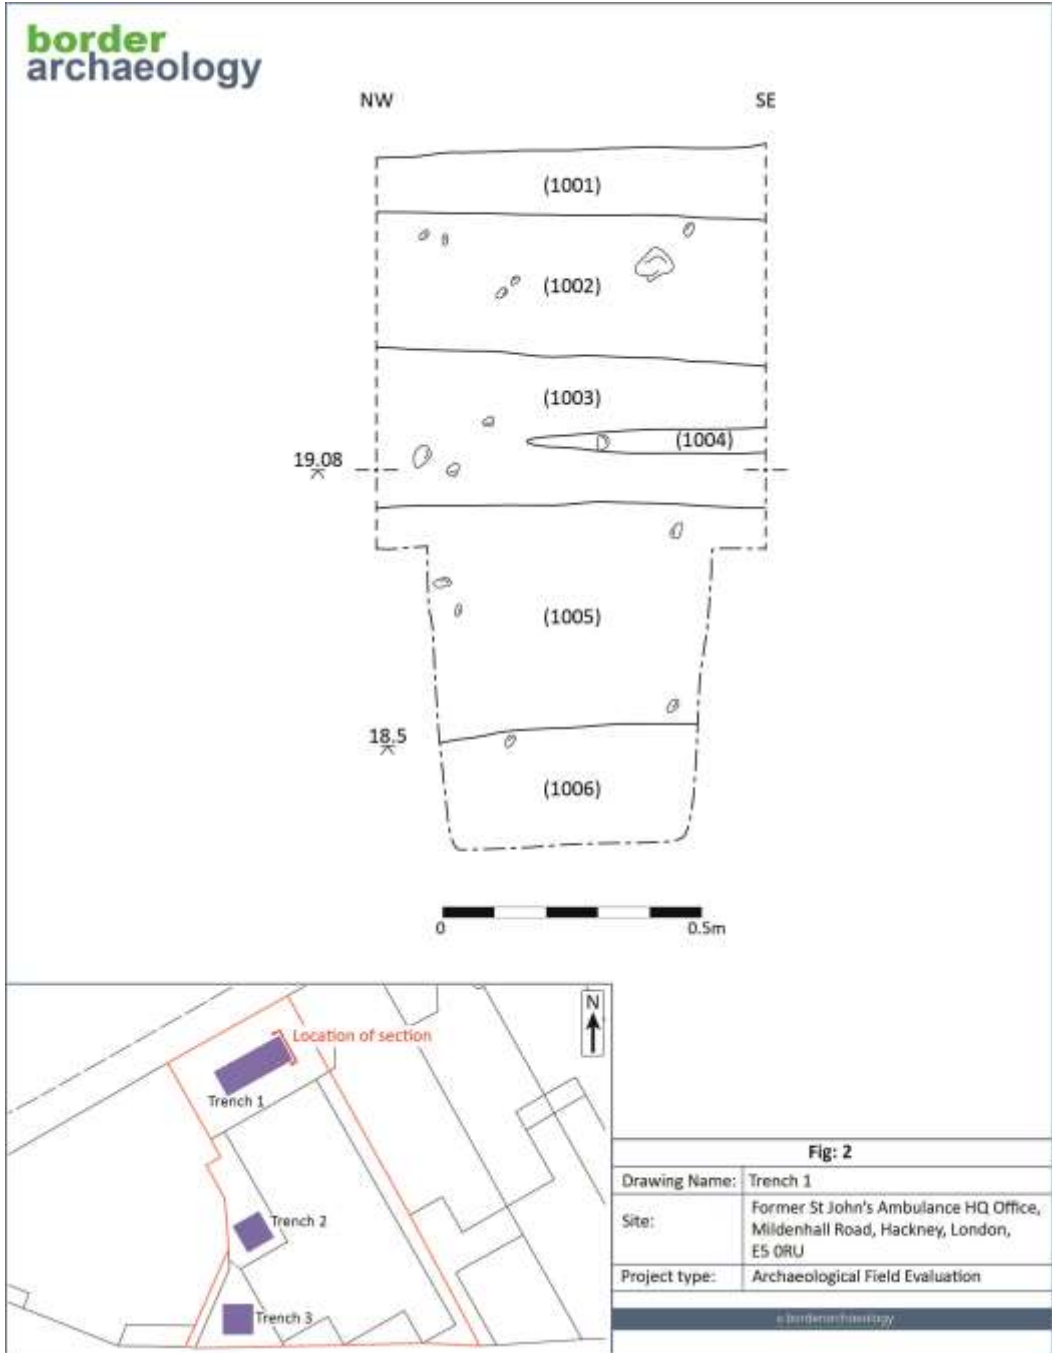 border
archaeology
NW SE
(1001)
(1002)
(1003)
(1004)
19.08
(1005)
18.5
(1006)
0 0.5m
N
Location of section
Trench 1
Trench 2
Trench 3
Fig: 2
Drawing Name: Trench 1
Site: Former St John's Ambulance HQ Office,
Mildenhall Road, Hackney, London,
E5 0RU
Project type: Archaeological Field Evaluation